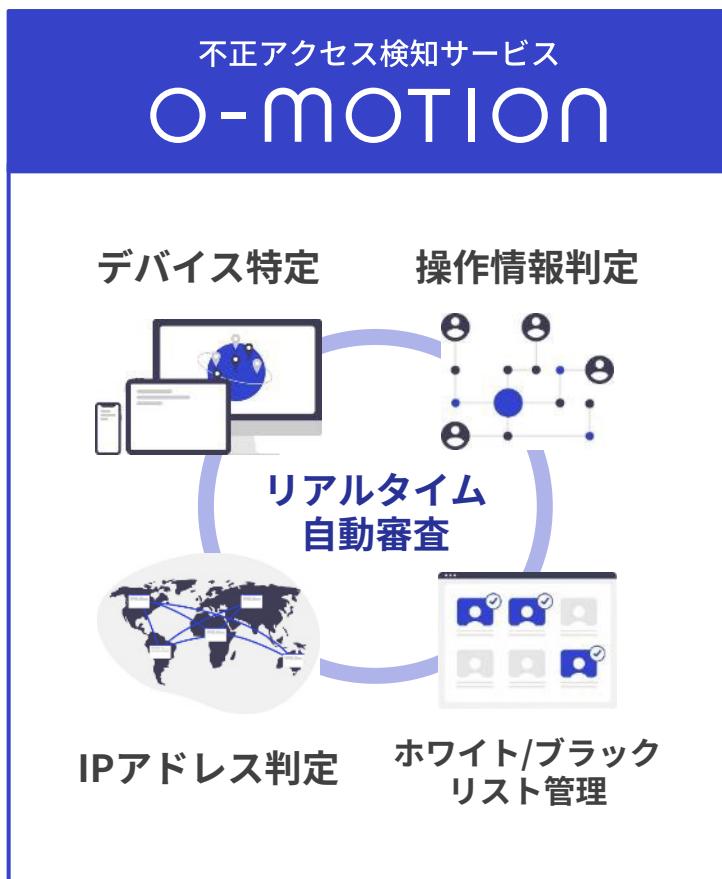 不正アクセス検知サービス
O-MOTION
デバイス特定
操作情報判定
リアルタイム
自動審査
IPアドレス判定
ホワイト/ブラック
リスト管理